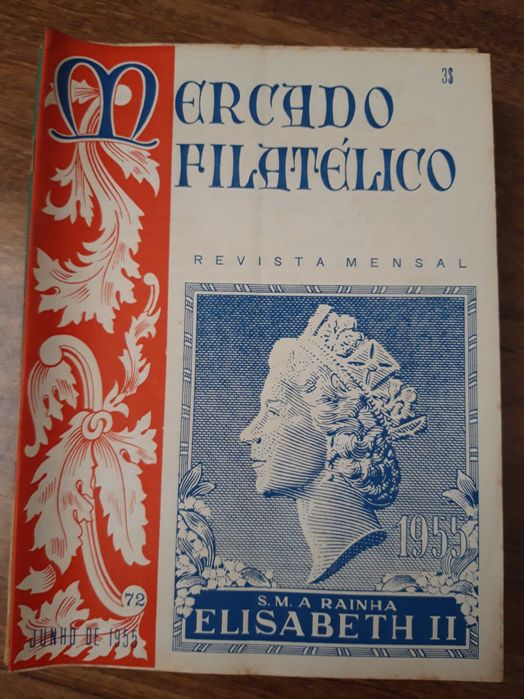 MERCADO
3$
FILATÉLICO
REVISTA MENSAL
1955
S. M. A RAINHA
ELISABETH II
72
JUNHO DE 1955